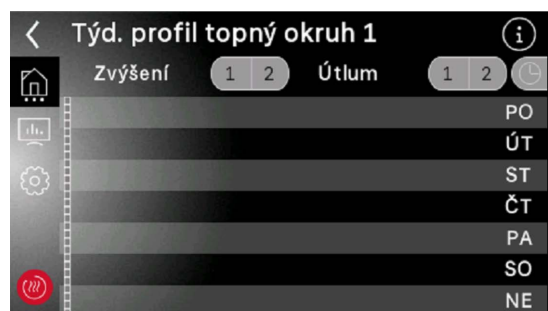 Týd. profil topný okruh 1
Zvýšení 1 2 Útlum 1 2
PO
ÚT
ST
ČT
PA
SO
NE